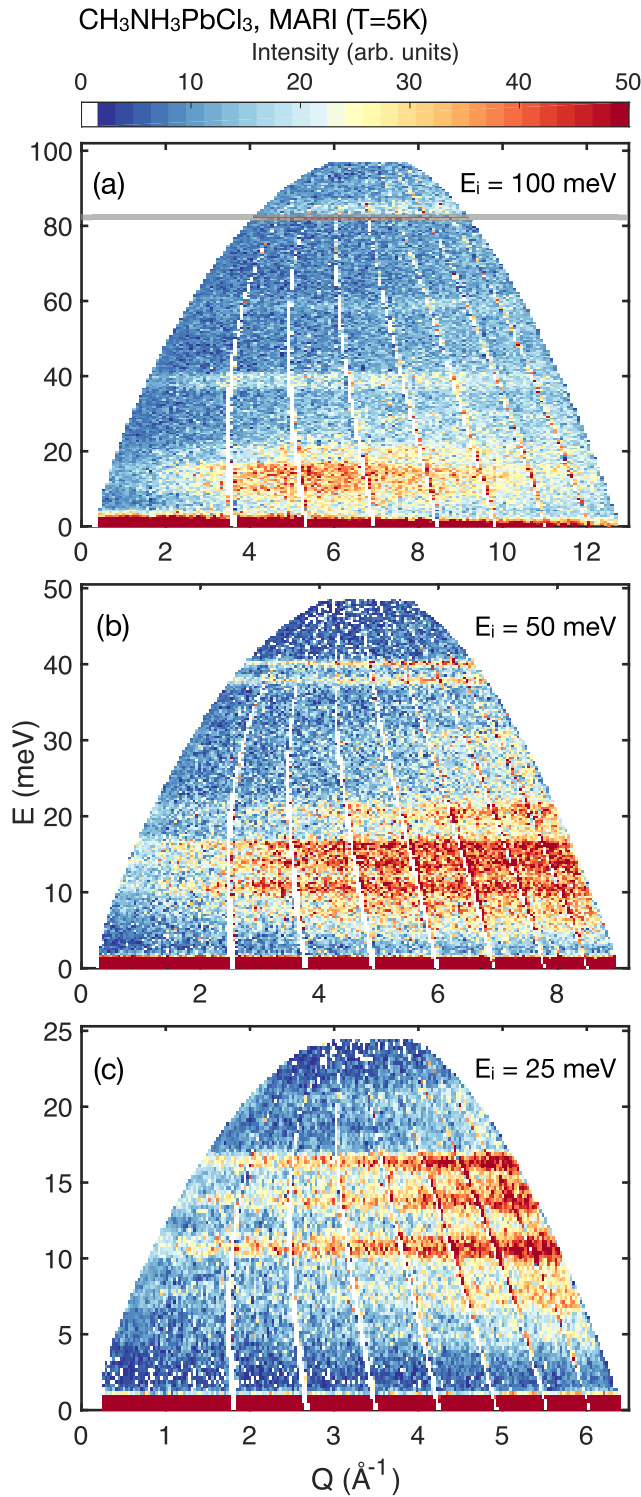 CH₃NH₃PbCl₃, MARI (T=5K)
Intensity (arb. units)
0 10 20 30 40 50
(a)
Eᵢ = 100 meV
100
80
60
40
20
0
0 2 4 6 8 10 12
(b)
Eᵢ = 50 meV
50
40
30
20
10
0
0 2 4 6 8
E (meV)
(c)
Eᵢ = 25 meV
25
20
15
10
5
0
0 1 2 3 4 5 6
Q (Å⁻¹)